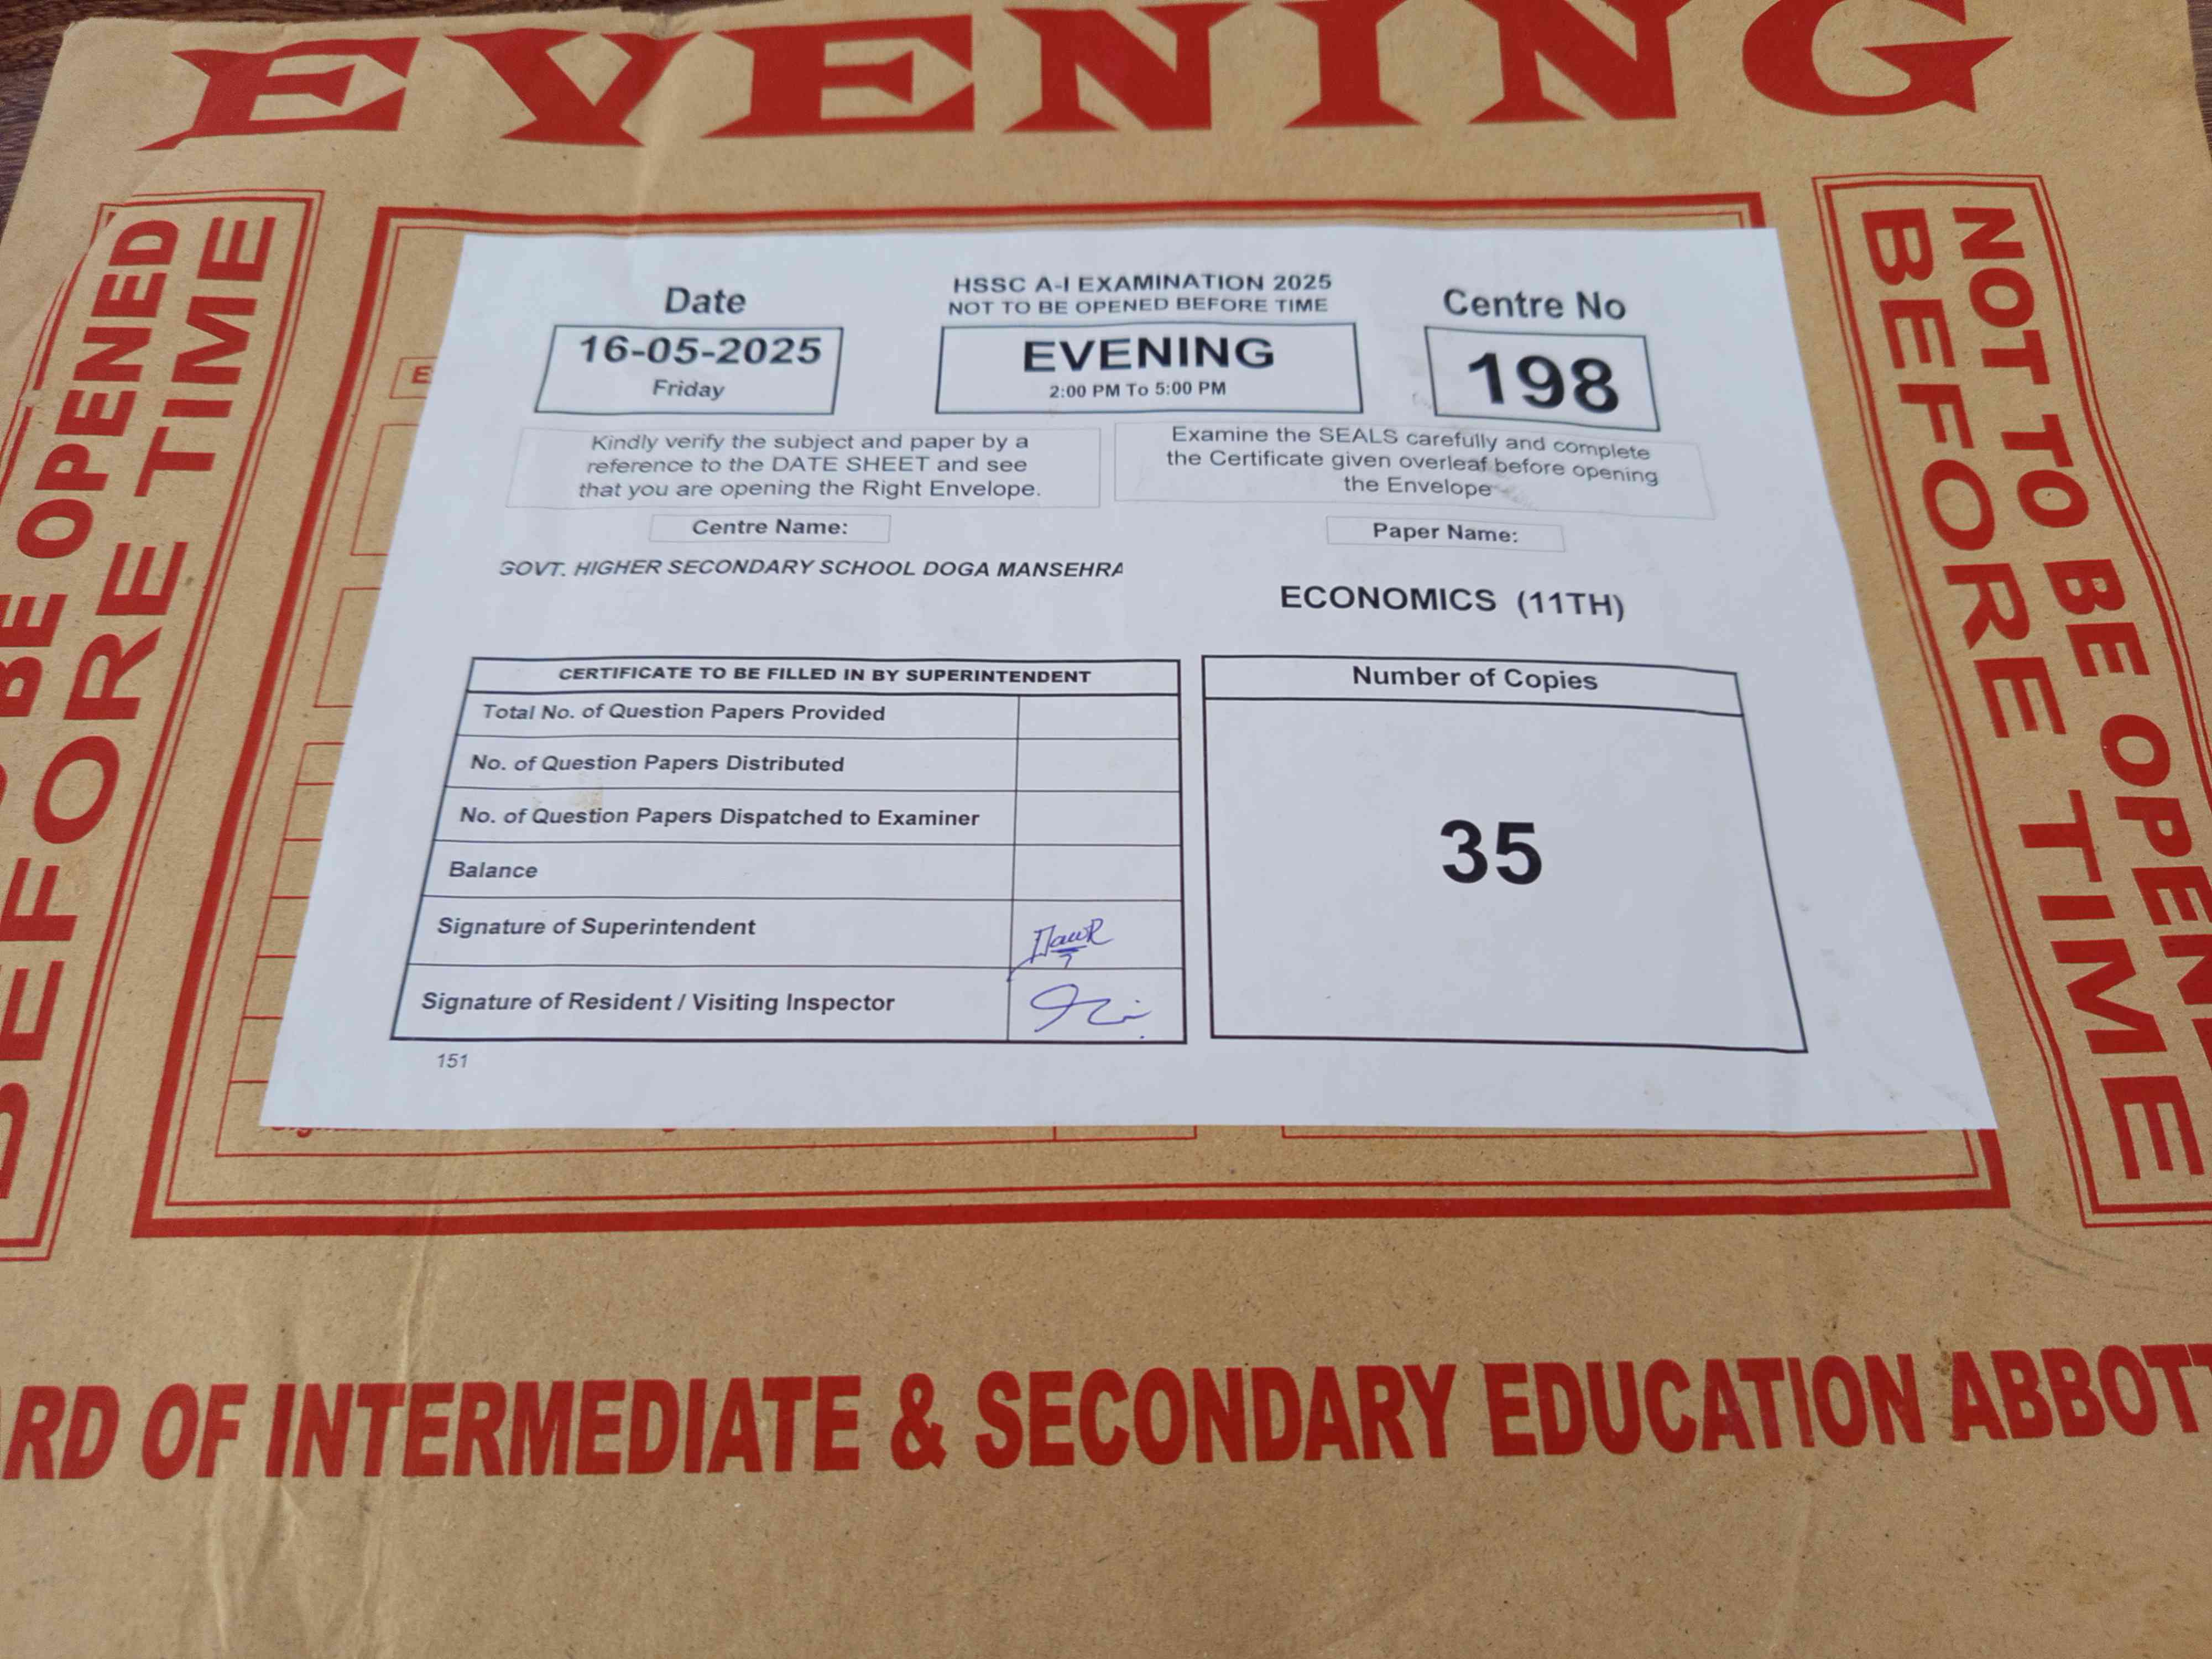 EVENING
NOT TO BE OPENED
BEFORE TIME
BE OPENED
BEFORE TIME
Date
16-05-2025
Friday
HSSC A-I EXAMINATION 2025
NOT TO BE OPENED BEFORE TIME
EVENING
2:00 PM To 5:00 PM
Centre No
198
Kindly verify the subject and paper by a
reference to the DATE SHEET and see
that you are opening the Right Envelope.
Examine the SEALS carefully and complete
the Certificate given overleaf before opening
the Envelope
Centre Name:
GOVT. HIGHER SECONDARY SCHOOL DOGA MANSEHRA
Paper Name:
ECONOMICS (11TH)
CERTIFICATE TO BE FILLED IN BY SUPERINTENDENT
Total No. of Question Papers Provided
No. of Question Papers Distributed
No. of Question Papers Dispatched to Examiner
Balance
Signature of Superintendent
Signature of Resident / Visiting Inspector
Number of Copies
35
151
RD OF INTERMEDIATE & SECONDARY EDUCATION ABBOTT